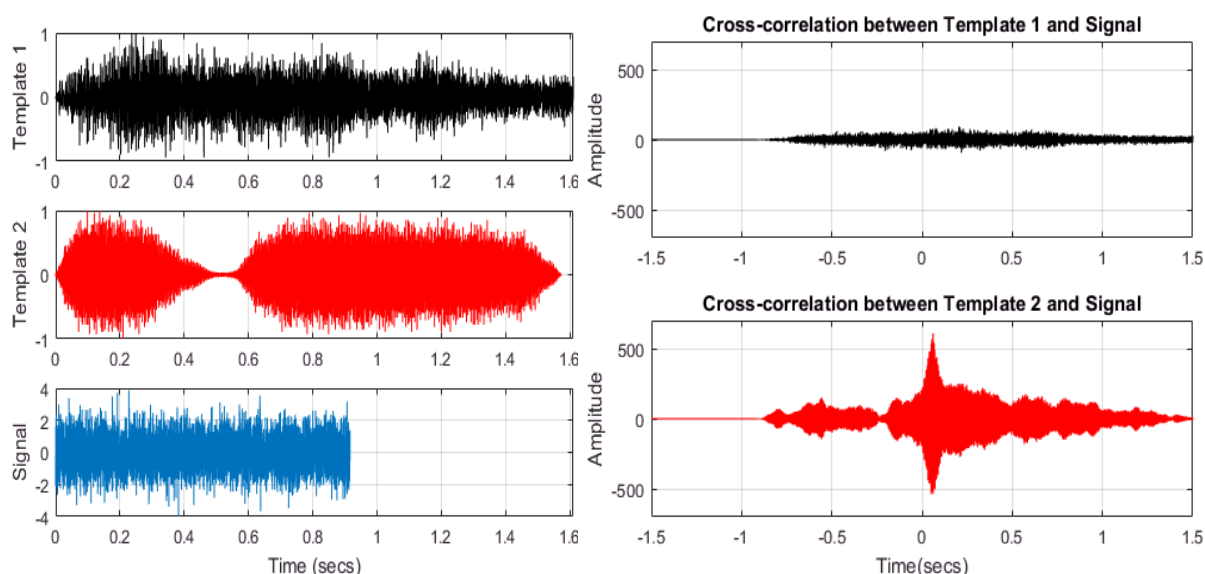 Template 1
1
0
-1
0 0.2 0.4 0.6 0.8 1 1.2 1.4 1.6
Template 2
1
0
-1
0 0.2 0.4 0.6 0.8 1 1.2 1.4 1.6
Signal
4
2
0
-2
-4
0 0.2 0.4 0.6 0.8 1 1.2 1.4 1.6
Time (secs)
Cross-correlation between Template 1 and Signal
Amplitude
500
0
-500
-1.5 -1 -0.5 0 0.5 1 1.5
Cross-correlation between Template 2 and Signal
Amplitude
500
0
-500
-1.5 -1 -0.5 0 0.5 1 1.5
Time(secs)